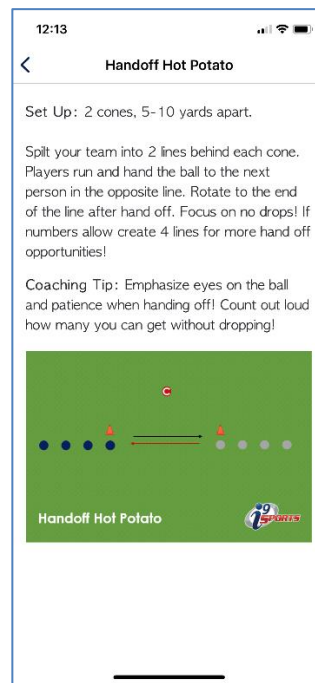 12:13
Handoff Hot Potato
Set Up: 2 cones, 5-10 yards apart.
Spilt your team into 2 lines behind each cone.
Players run and hand the ball to the next
person in the opposite line. Rotate to the end
of the line after hand off. Focus on no drops! If
numbers allow create 4 lines for more hand off
opportunities!
Coaching Tip: Emphasize eyes on the ball
and patience when handing off! Count out loud
how many you can get without dropping!
C
Handoff Hot Potato
i9 SPORTS